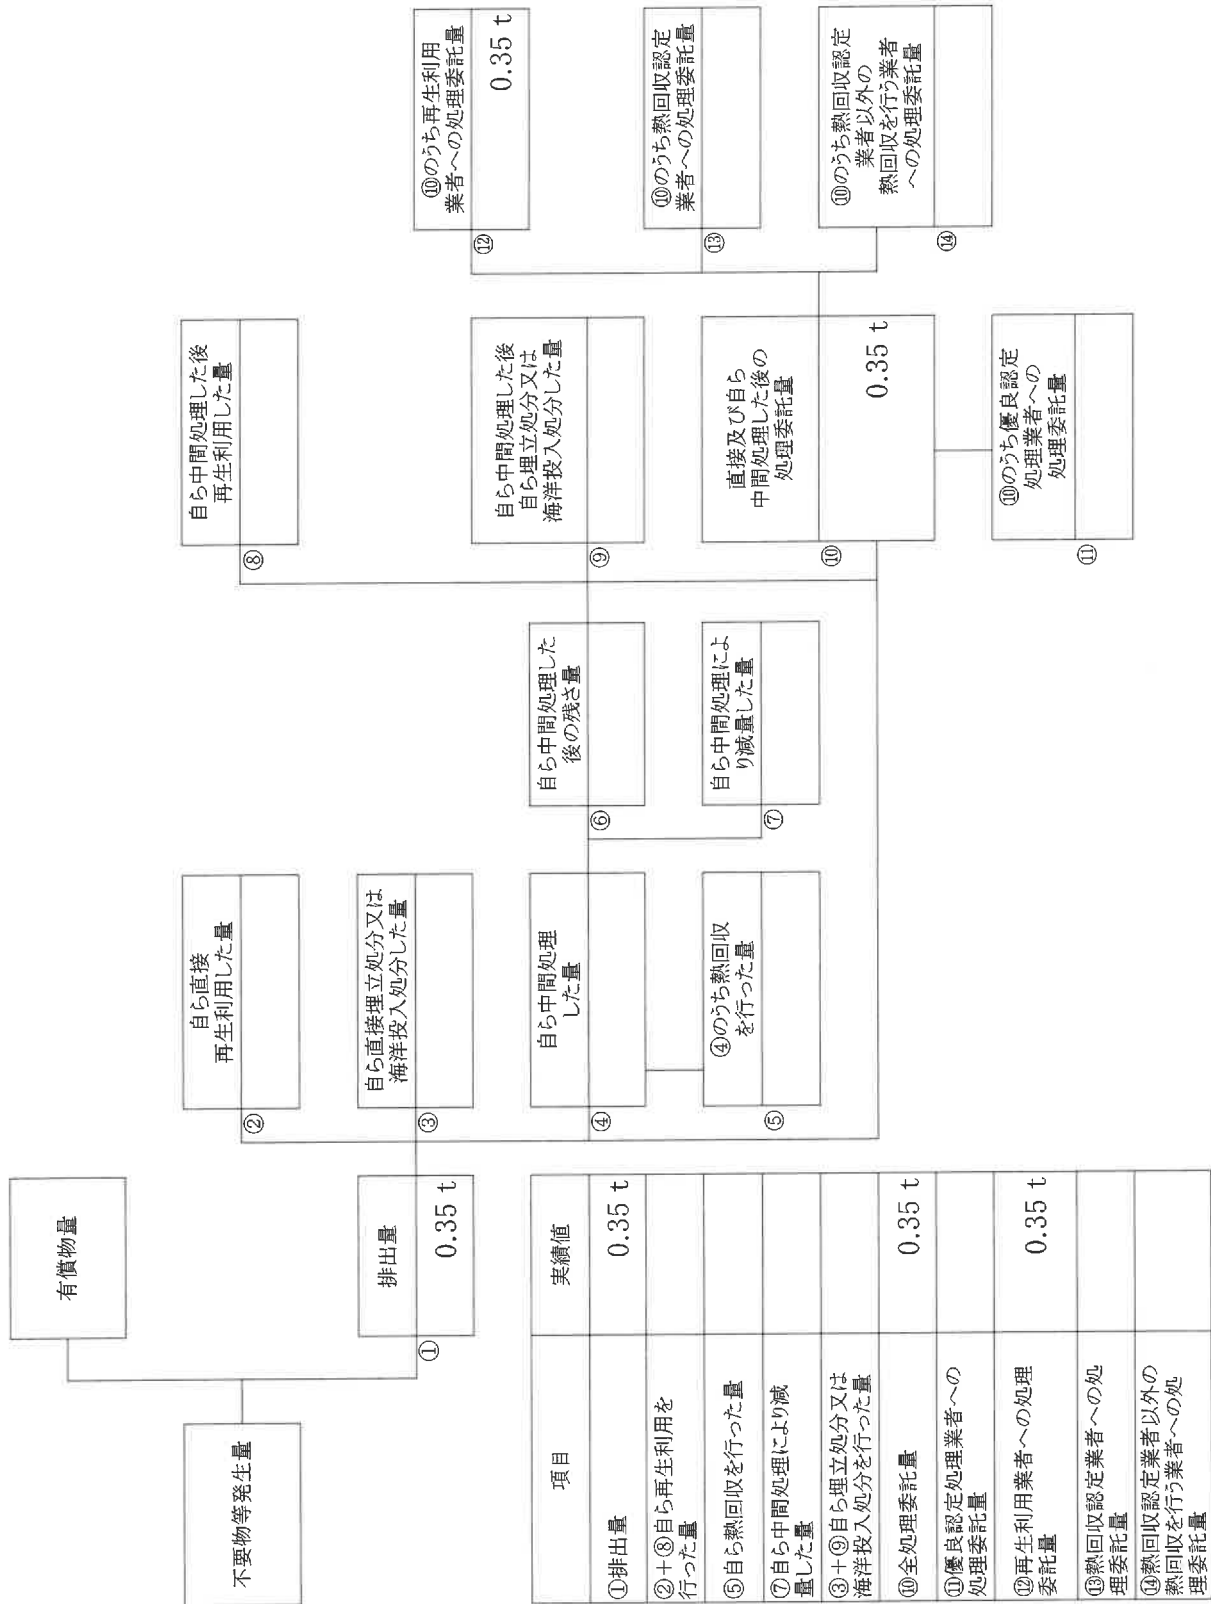 不要物等発生量
有償物量
排出量
①
0.35 t
自ら直接
再生利用した量
②
自ら直接埋立処分又は
海洋投入処分した量
③
自ら中間処理
した量
④
④のうち熱回収
を行った量
⑤
自ら中間処理した
後の残さ量
⑥
自ら中間処理によ
り減量した量
⑦
自ら中間処理した後
再生利用した量
⑧
自ら中間処理した後
自ら埋立処分又は
海洋投入処分した量
⑨
直接及び自ら
中間処理した後の
処理委託量
⑩
0.35 t
⑩のうち優良認定
処理業者への
処理委託量
⑪
⑩のうち再生利用
業者への処理委託量
⑫
0.35 t
⑩のうち熱回収認定
業者への処理委託量
⑬
⑩のうち熱回収認定
業者以外の
熱回収を行う業者
への処理委託量
⑭
項目
実績値
①排出量
0.35 t
②+⑧自ら再生利用を
行った量
⑤自ら熱回収を行った量
⑦自ら中間処理により減
量した量
③+⑨自ら埋立処分又は
海洋投入処分を行った量
⑩全処理委託量
0.35 t
⑪優良認定処理業者への
処理委託量
⑫再生利用業者への処理
委託量
0.35 t
⑬熱回収認定業者への処
理委託量
⑭熱回収認定業者以外の
熱回収を行う業者への処
理委託量